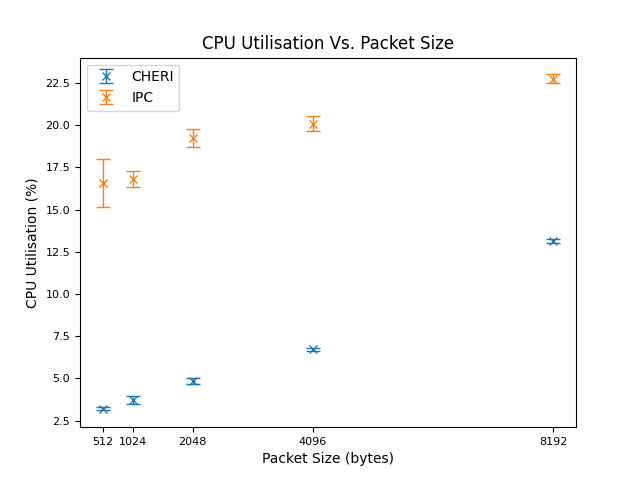 CPU Utilisation Vs. Packet Size
CHERI
IPC
CPU Utilisation (%)
22.5
20.0
17.5
15.0
12.5
10.0
7.5
5.0
2.5
512 1024 2048 4096 8192
Packet Size (bytes)